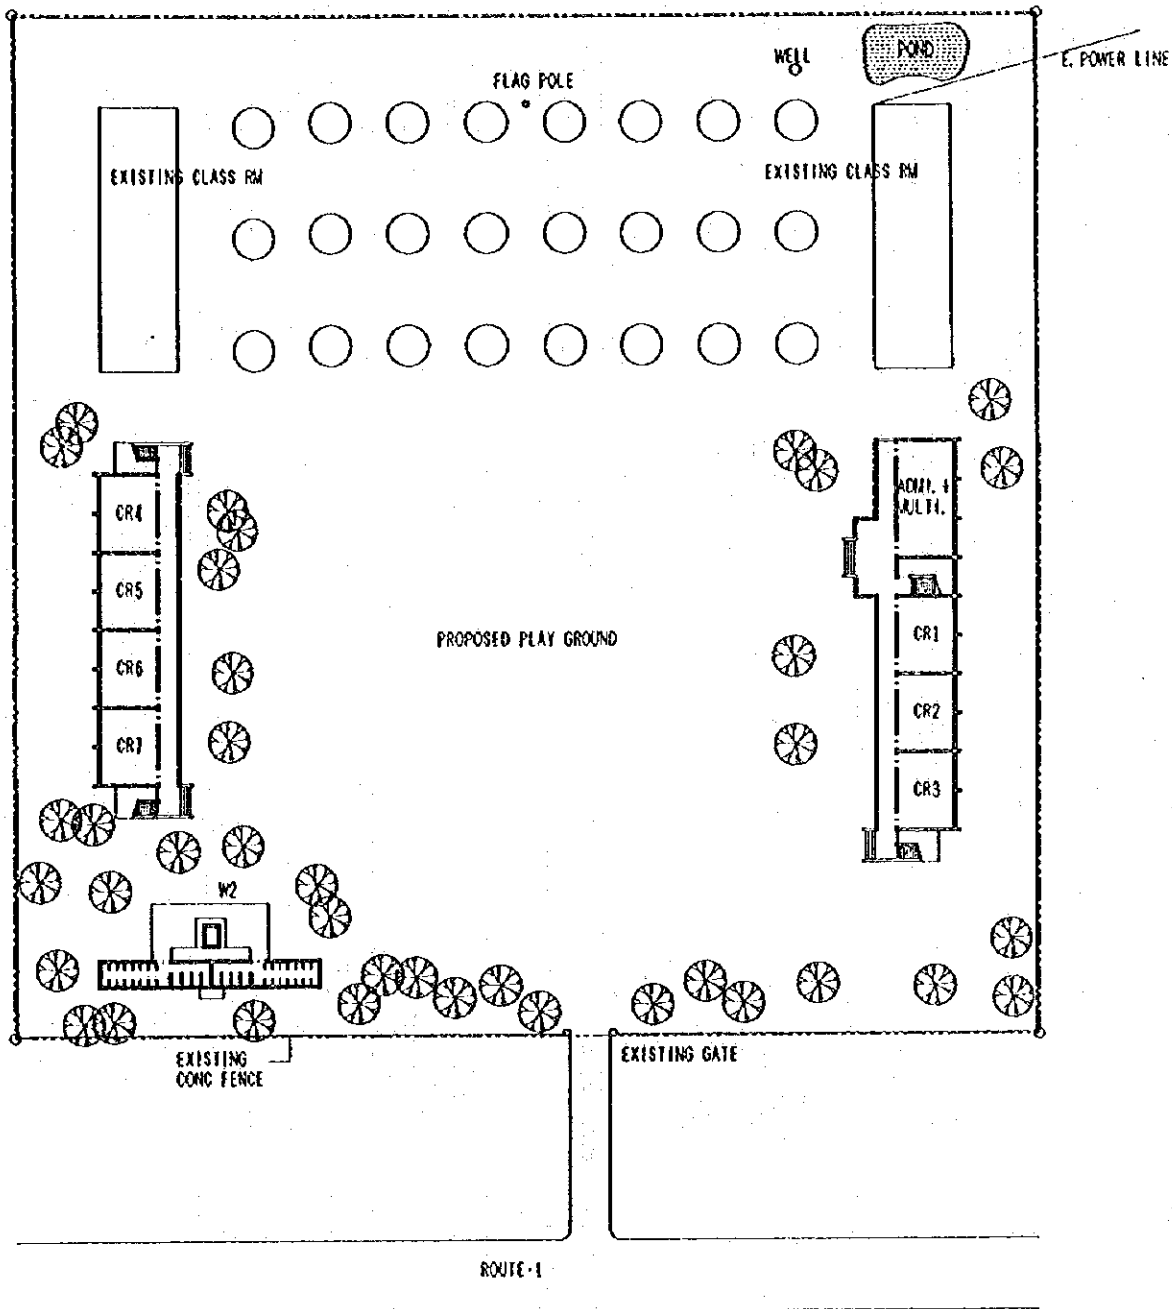 POND
WELL
E. POWER LINE
FLAG POLE
EXISTING CLASS RM
EXISTING CLASS RM
ADMI. &
MULTI.
CR4
CR5
CR6
CR7
PROPOSED PLAY GROUND
CR1
CR2
CR3
W2
EXISTING
CONC FENCE
EXISTING GATE
ROUTE-1